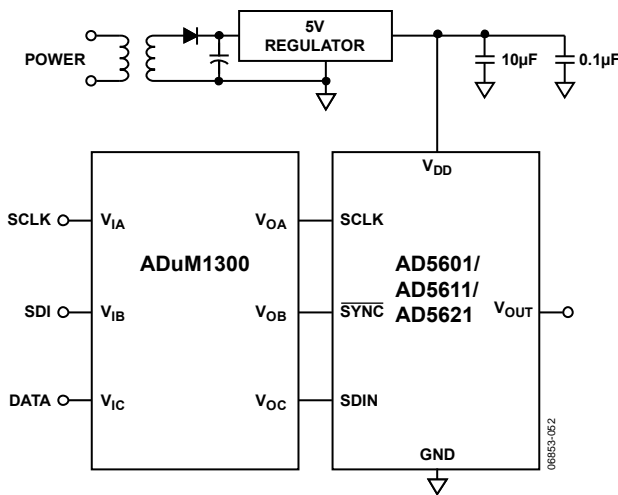 5V
REGULATOR
POWER
10µF
0.1µF
VDD
SCLK
VIA
VOA
SCLK
ADuM1300
AD5601/
AD5611/
AD5621
SDI
VIB
VOB
SYNC
VOUT
DATA
VIC
VOC
SDIN
GND
06853-052